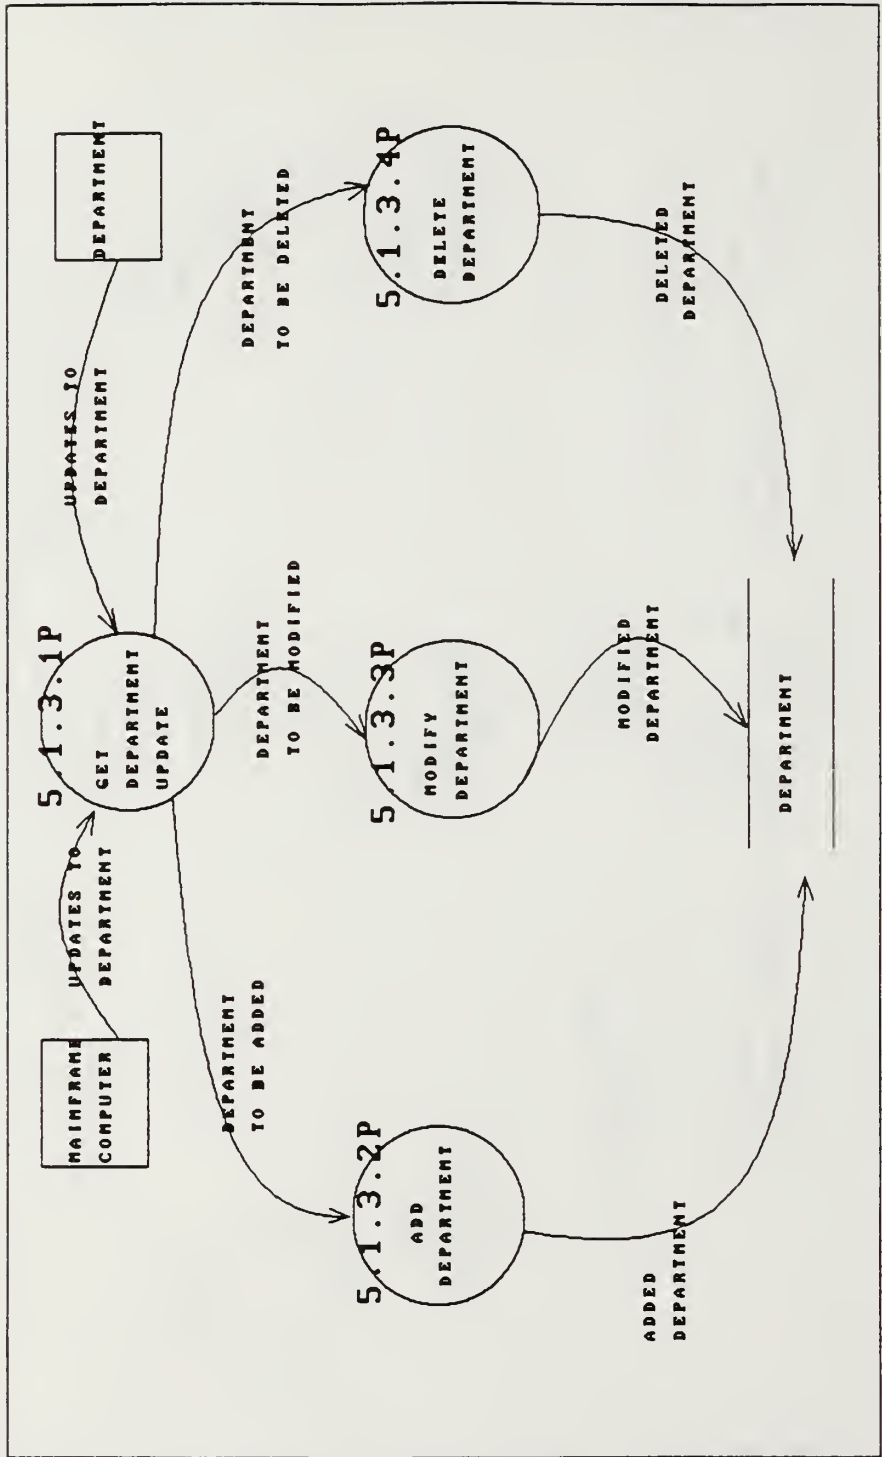 MAINFRAME
COMPUTER
UPDATES TO
DEPARTMENT
5.1.3.1P
GET
DEPARTMENT
UPDATE
UPDATES TO
DEPARTMENT
DEPARTMENT
DEPARTMENT
TO BE ADDED
DEPARTMENT
TO BE MODIFIED
DEPARTMENT
TO BE DELETED
5.1.3.2P
ADD
DEPARTMENT
5.1.3.3P
MODIFY
DEPARTMENT
5.1.3.4P
DELETE
DEPARTMENT
ADDED
DEPARTMENT
MODIFIED
DEPARTMENT
DELETED
DEPARTMENT
DEPARTMENT